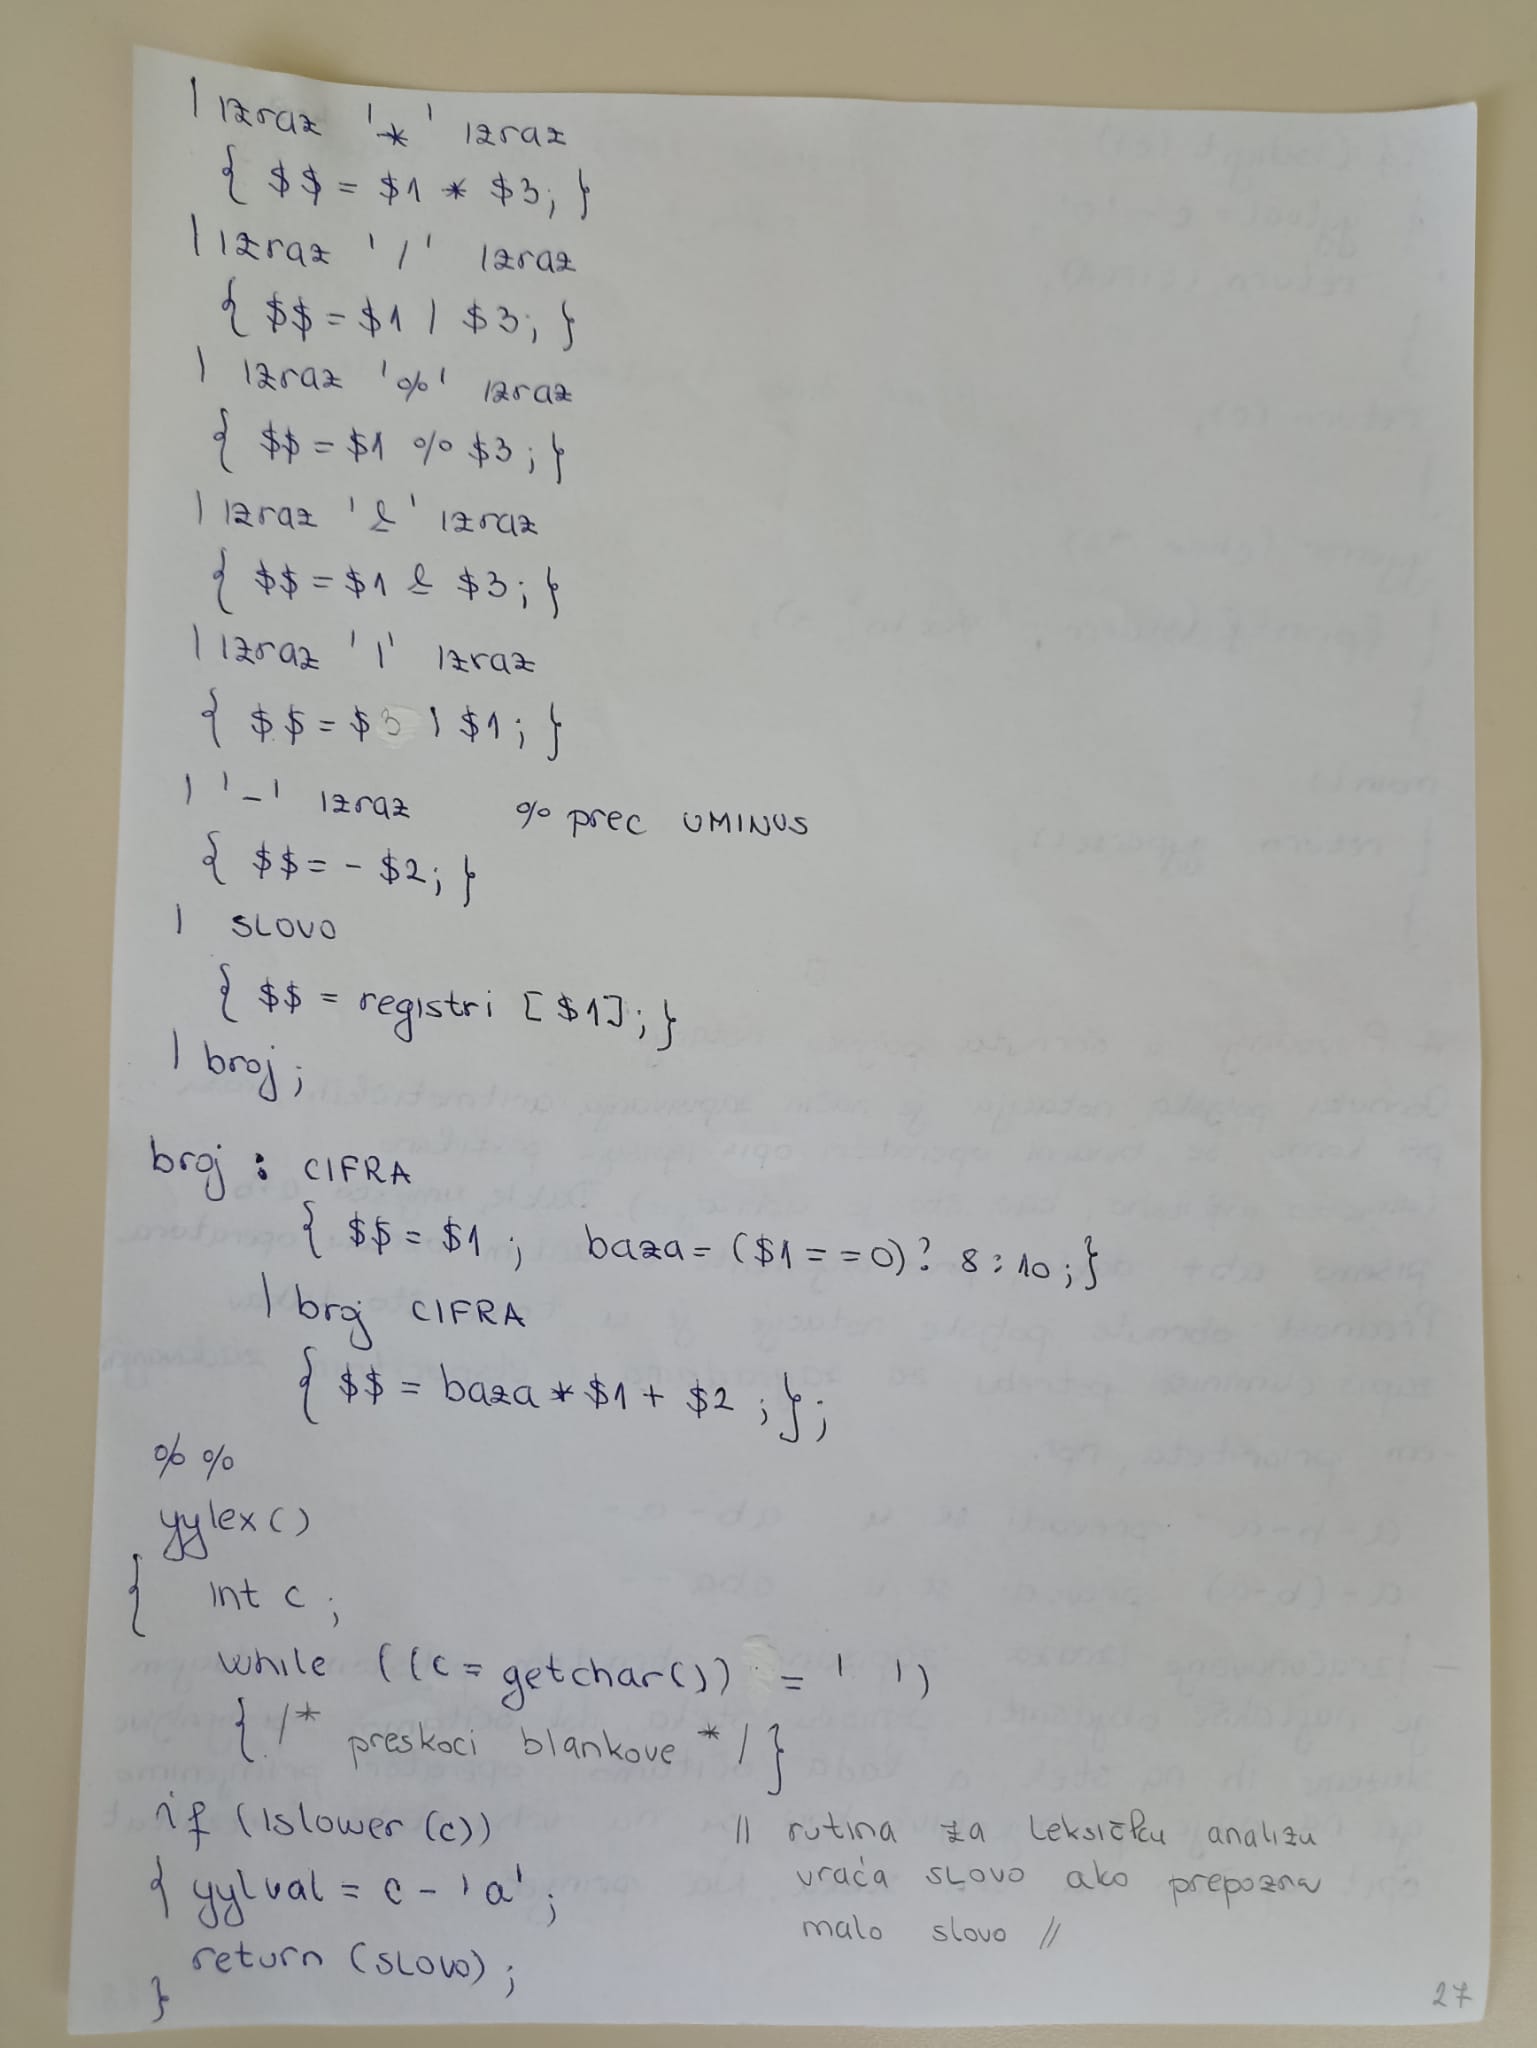 | izraz '*' izraz
{ $$ = $1 * $3; }
| izraz '/' izraz
{ $$ = $1 / $3; }
| izraz '%' izraz
{ $$ = $1 % $3; }
| izraz '&' izraz
{ $$ = $1 & $3; }
| izraz '|' izraz
{ $$ = $3 | $1; }
| '-' izraz % prec UMINUS
{ $$ = - $2; }
| SLOVO
{ $$ = registri [$1]; }
| broj;
broj : CIFRA
{ $$ = $1; baza = ($1 == 0)? 8 : 10; }
| broj CIFRA
{ $$ = baza * $1 + $2; };
%%
yylex()
{ int c;
while ((c = getchar()) = ' ')
{ /* preskoci blankove */ }
if (islower (c)) // rutina za leksičku analizu
{ yylval = c - 'a'; vraća SLOVO ako prepozna
malo slovo //
return (SLOVO);
}
27